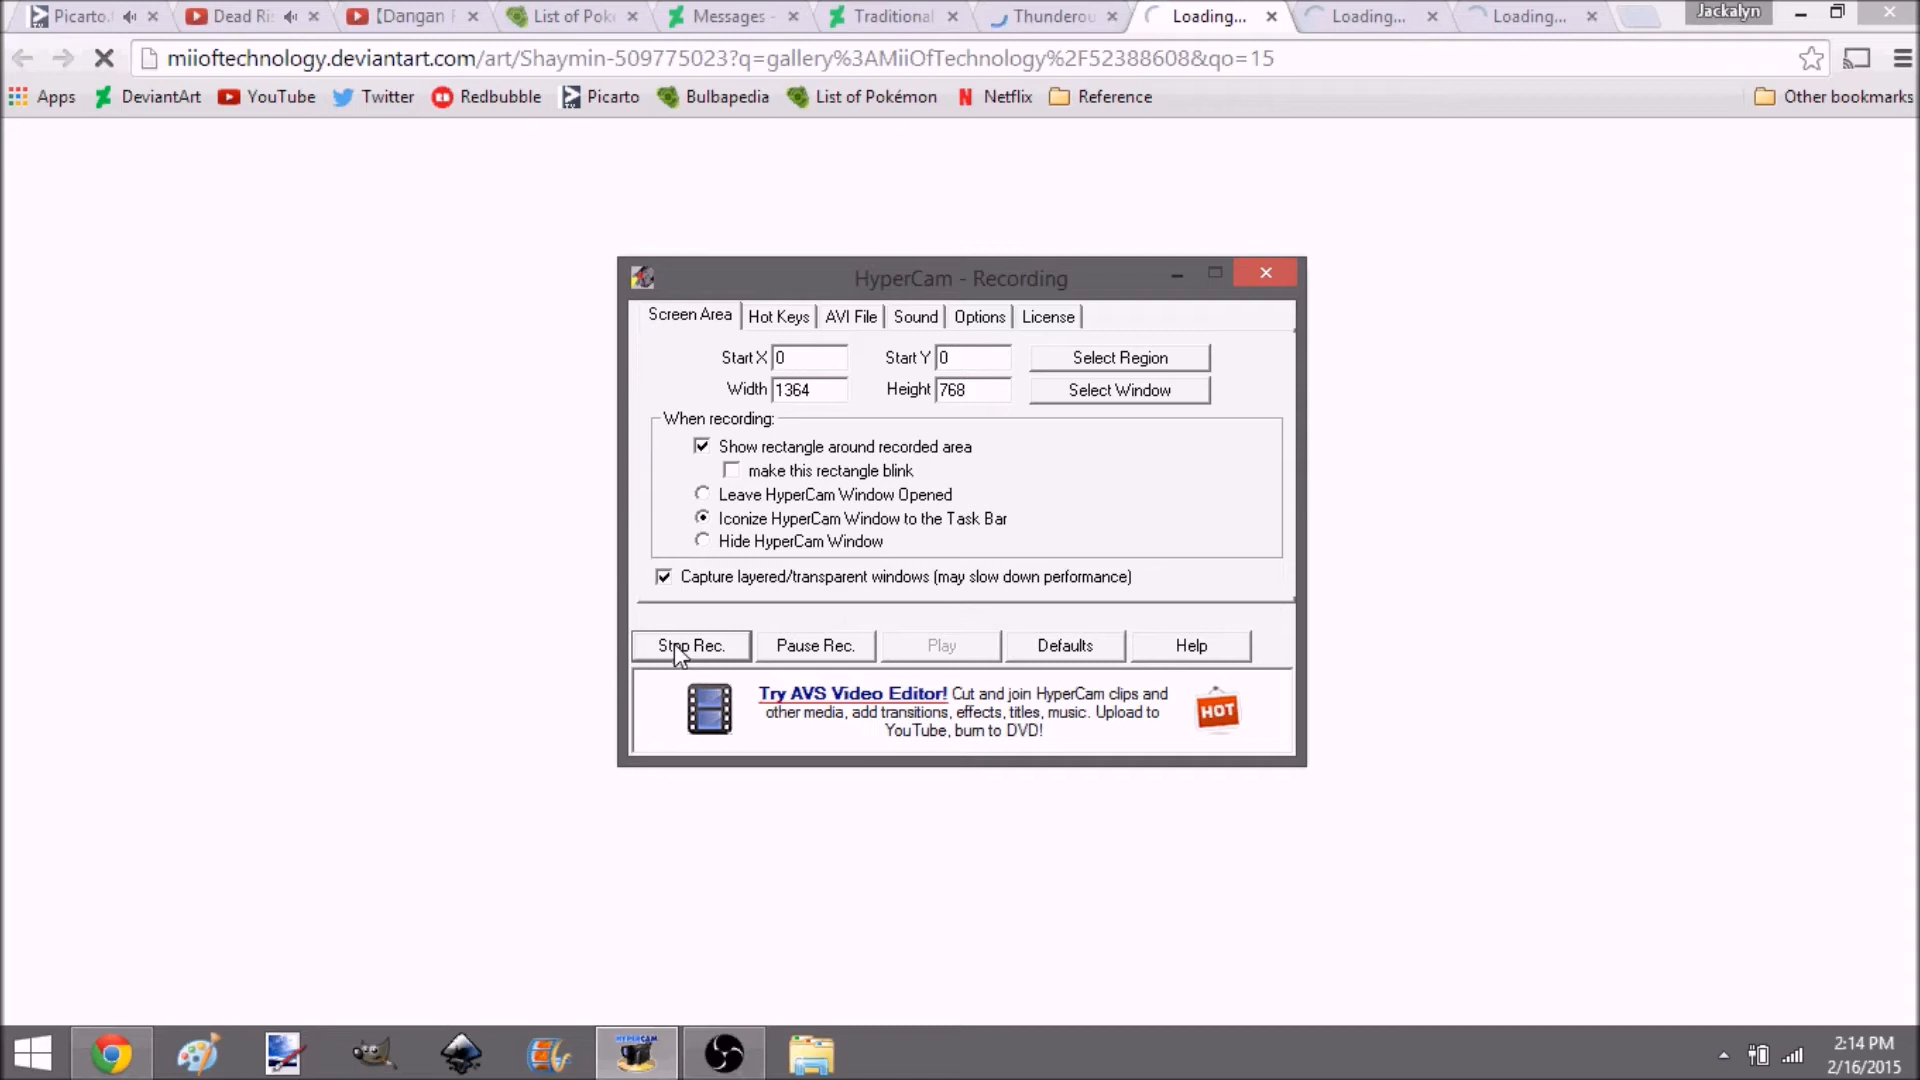 Picarto. Dead Ri 【Dangan List of Pok Messages - Traditional Thunderou Loading... Loading... Loading... Jackalyn
miioftechnology.deviantart.com/art/Shaymin-509775023?q=gallery%3AMiiOfTechnology%2F52388608&qo=15
Apps DeviantArt YouTube Twitter Redbubble Picarto Bulbapedia List of Pokémon Netflix Reference Other bookmarks
HyperCam - Recording
Screen Area Hot Keys AVI File Sound Options License
Start X 0 Start Y 0 Select Region
Width 1364 Height 768 Select Window
When recording:
Show rectangle around recorded area
make this rectangle blink
Leave HyperCam Window Opened
Iconize HyperCam Window to the Task Bar
Hide HyperCam Window
Capture layered/transparent windows (may slow down performance)
Stop Rec. Pause Rec. Play Defaults Help
Try AVS Video Editor! Cut and join HyperCam clips and
other media, add transitions, effects, titles, music. Upload to
YouTube, burn to DVD!
HOT
HYPERCAM
2:14 PM
2/16/2015